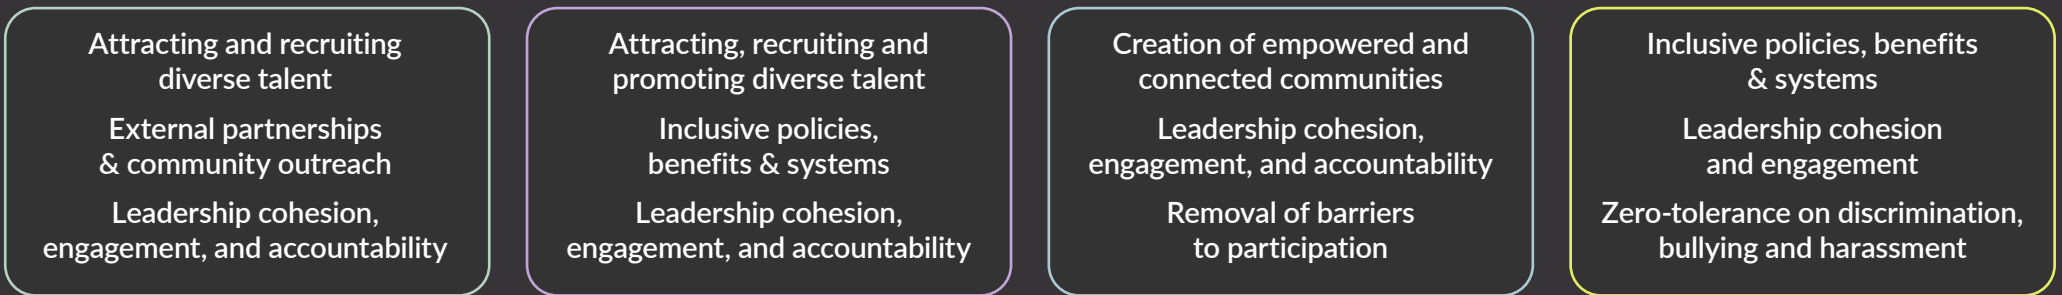 Attracting and recruiting
diverse talent
External partnerships
& community outreach
Leadership cohesion,
engagement, and accountability
Attracting, recruiting and
promoting diverse talent
Inclusive policies,
benefits & systems
Leadership cohesion,
engagement, and accountability
Creation of empowered and
connected communities
Leadership cohesion,
engagement, and accountability
Removal of barriers
to participation
Inclusive policies, benefits
& systems
Leadership cohesion
and engagement
Zero-tolerance on discrimination,
bullying and harassment